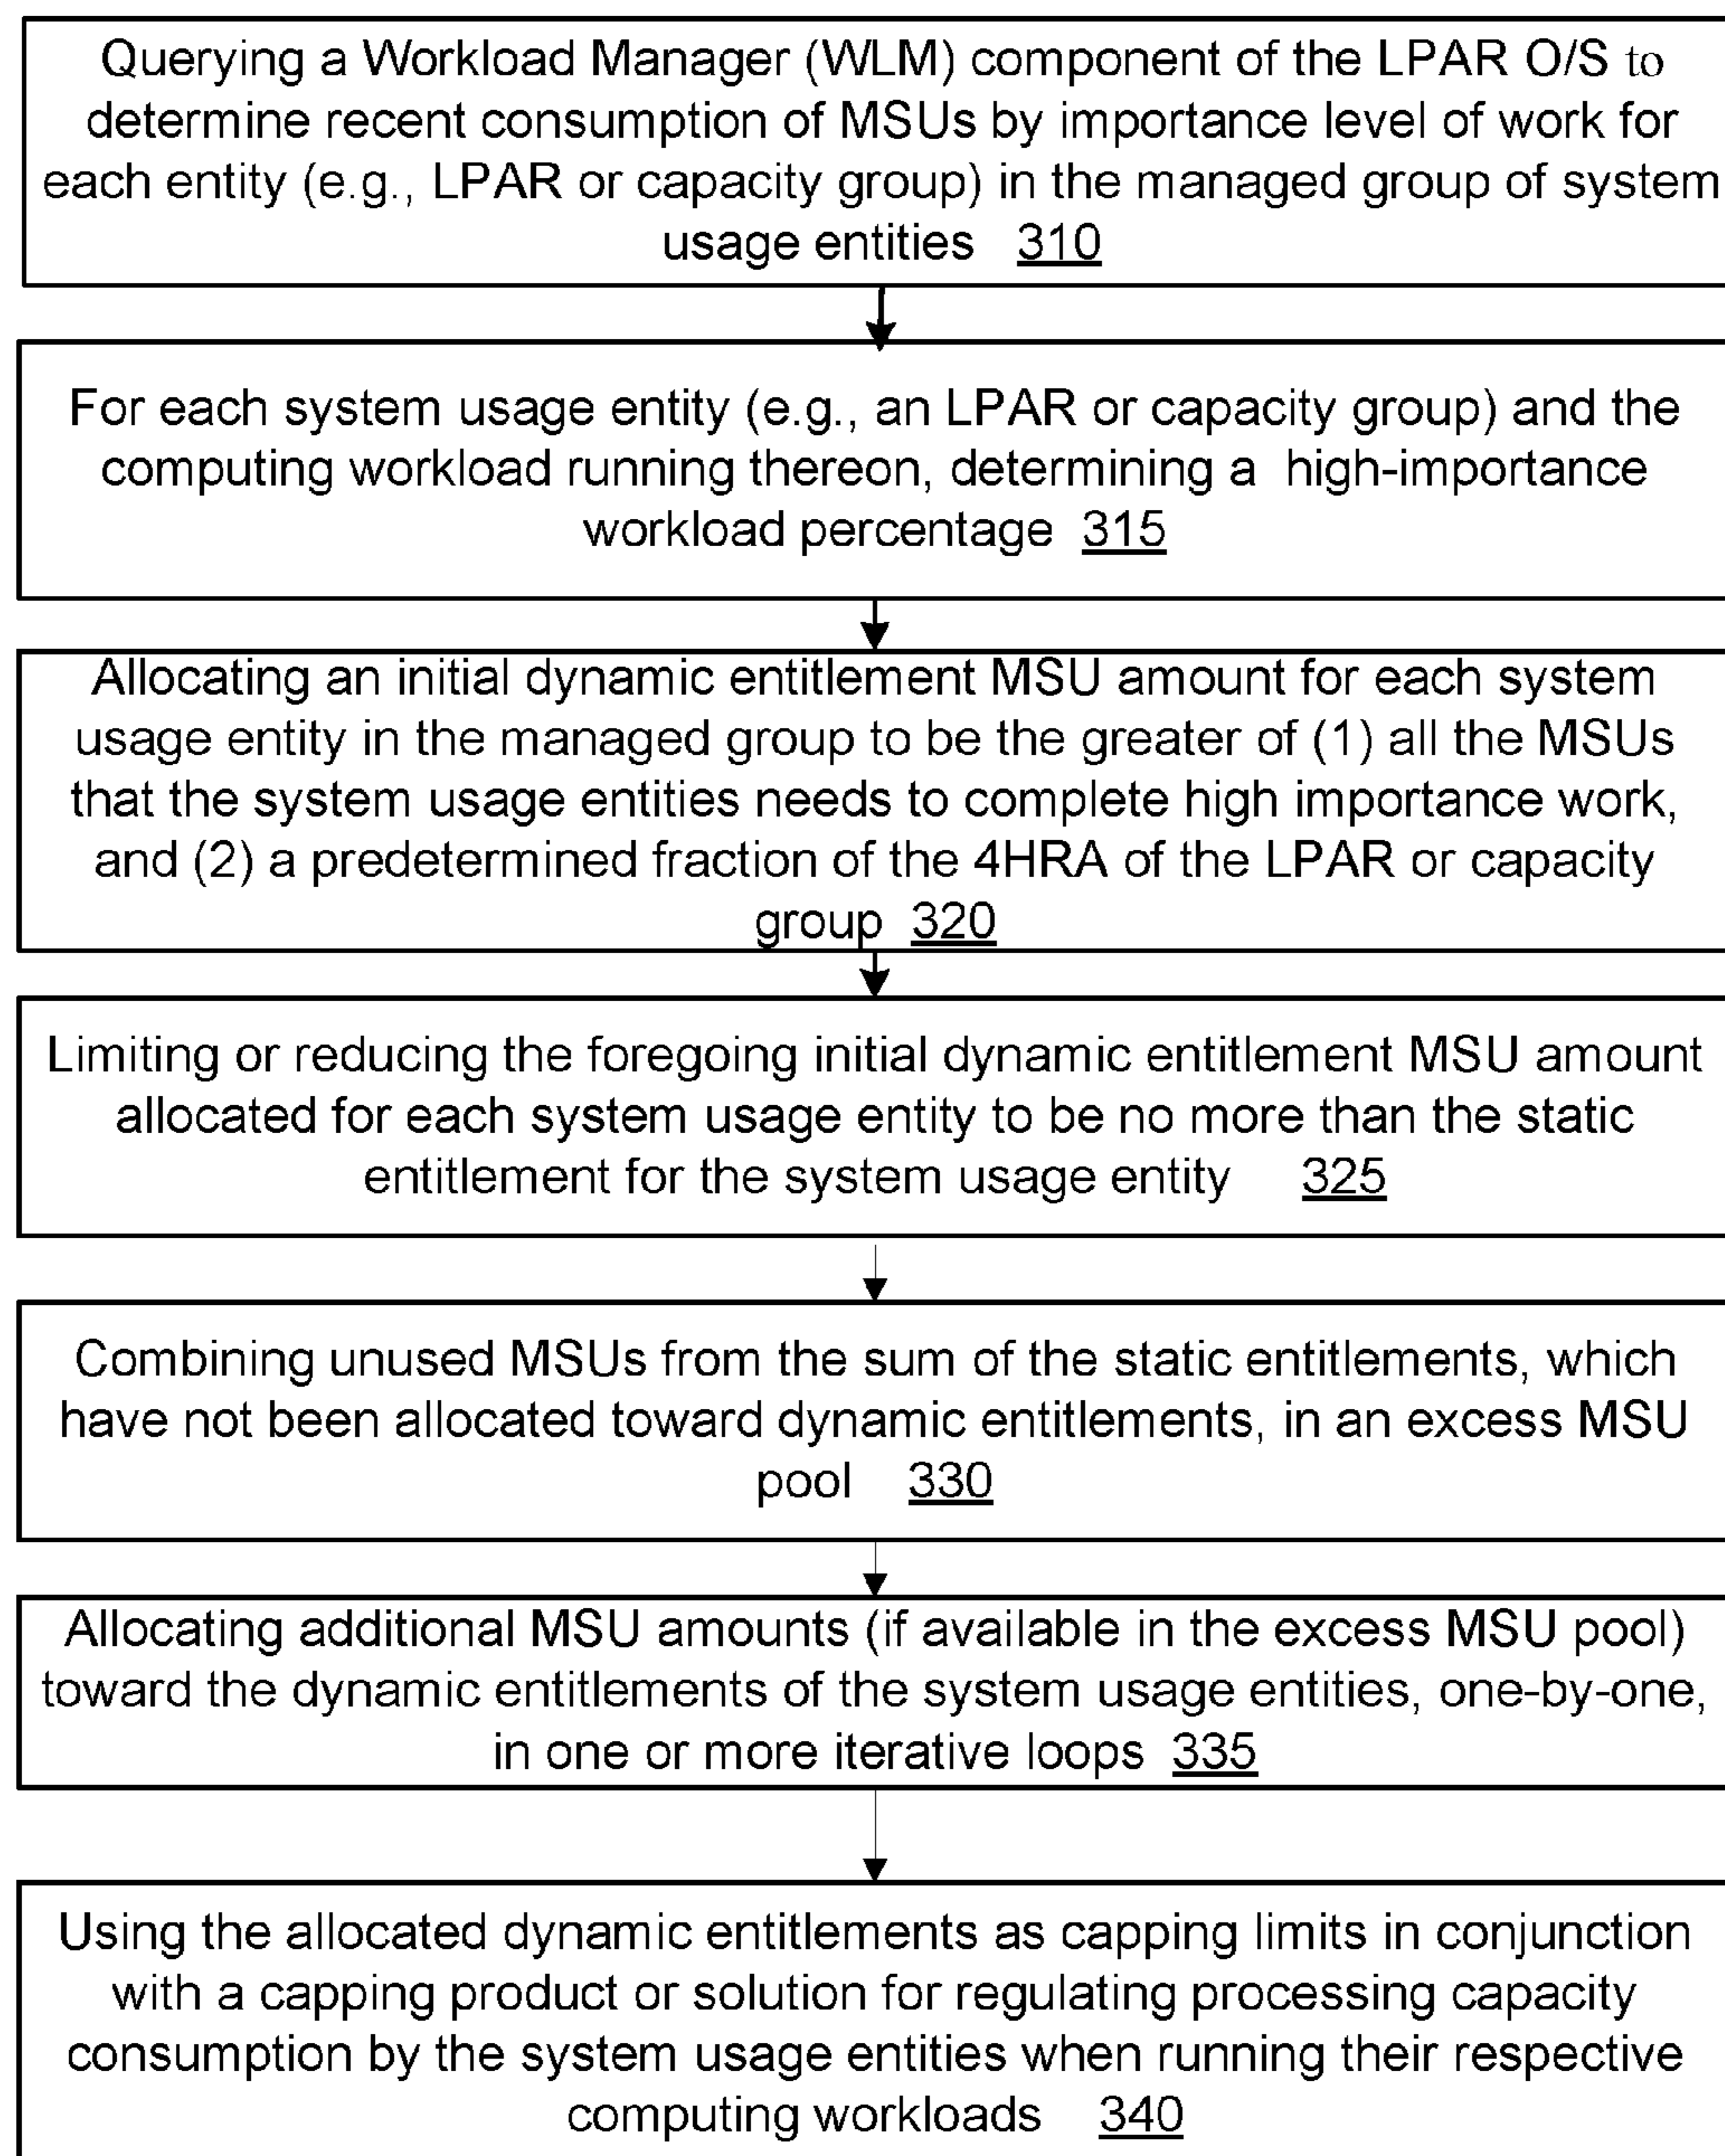 Querying a Workload Manager (WLM) component of the LPAR O/S to
determine recent consumption of MSUs by importance level of work for
each entity (e.g., LPAR or capacity group) in the managed group of system
usage entities 310
For each system usage entity (e.g., an LPAR or capacity group) and the
computing workload running thereon, determining a high-importance
workload percentage 315
Allocating an initial dynamic entitlement MSU amount for each system
usage entity in the managed group to be the greater of (1) all the MSUs
that the system usage entities needs to complete high importance work,
and (2) a predetermined fraction of the 4HRA of the LPAR or capacity
group 320
Limiting or reducing the foregoing initial dynamic entitlement MSU amount
allocated for each system usage entity to be no more than the static
entitlement for the system usage entity 325
Combining unused MSUs from the sum of the static entitlements, which
have not been allocated toward dynamic entitlements, in an excess MSU
pool 330
Allocating additional MSU amounts (if available in the excess MSU pool)
toward the dynamic entitlements of the system usage entities, one-by-one,
in one or more iterative loops 335
Using the allocated dynamic entitlements as capping limits in conjunction
with a capping product or solution for regulating processing capacity
consumption by the system usage entities when running their respective
computing workloads 340